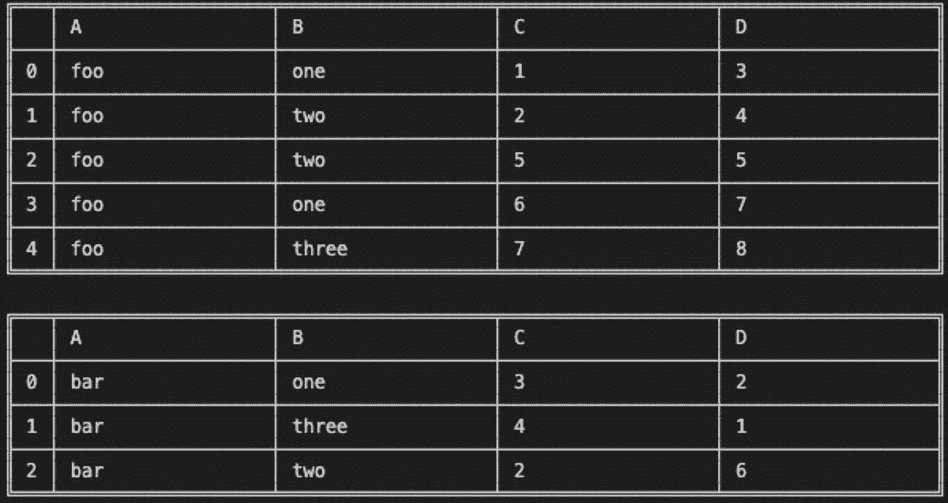 A B C D
0 foo one 1 3
1 foo two 2 4
2 foo two 5 5
3 foo one 6 7
4 foo three 7 8
A B C D
0 bar one 3 2
1 bar three 4 1
2 bar two 2 6